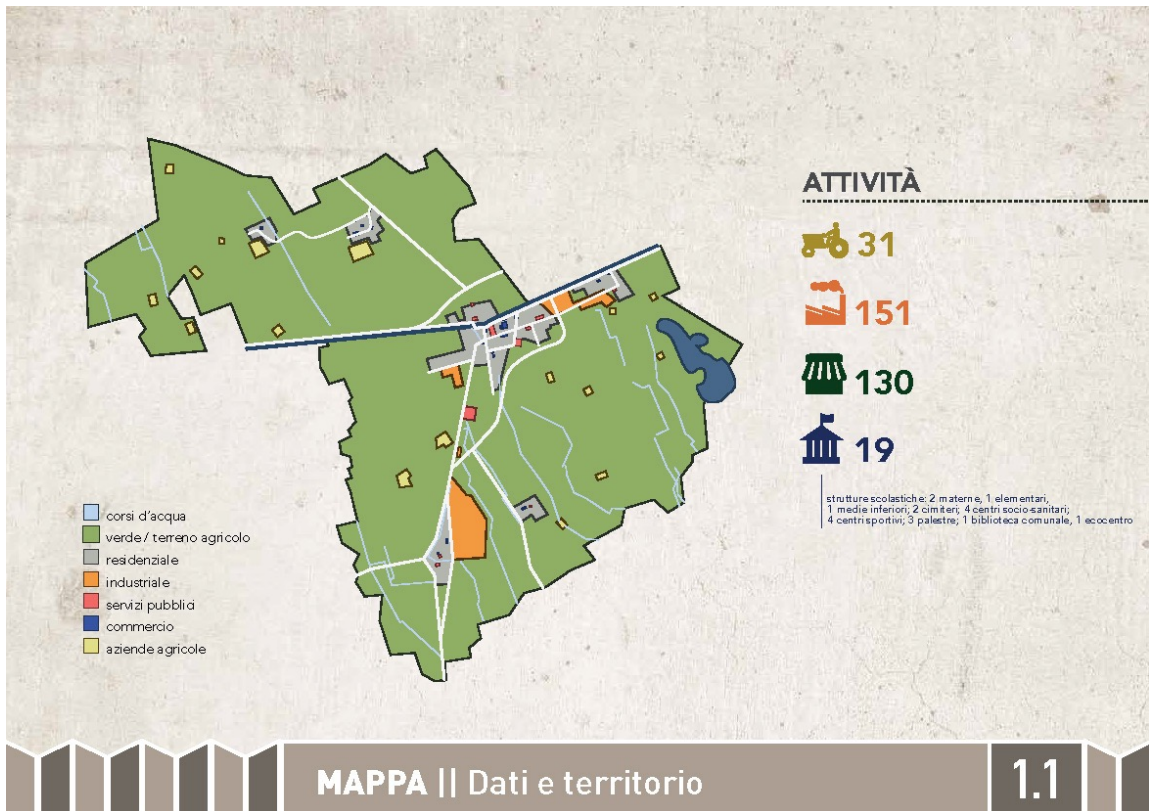 ATTIVITÀ
31
151
130
19
strutture scolastiche: 2 materne, 1 elementari,
1 medie inferiori; 2 cimiteri; 4 centri socio-sanitari;
4 centri sportivi; 3 palestre; 1 biblioteca comunale, 1 ecocentro
corsi d'acqua
verde / terreno agricolo
residenziale
industriale
servizi pubblici
commercio
aziende agricole
MAPPA || Dati e territorio
1.1